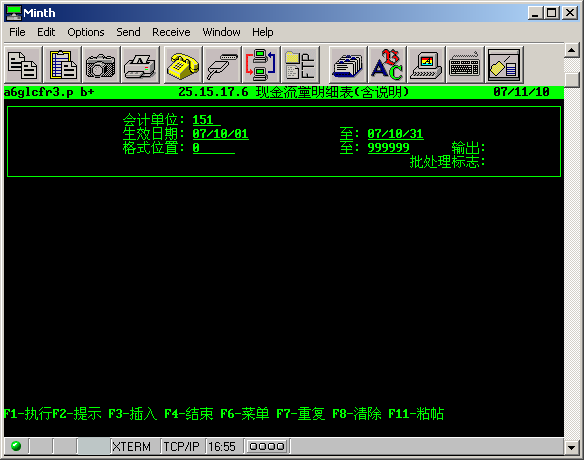 Minth
File Edit Options Send Receive Window Help
ABC
a6glcfr3.p b+ 25.15.17.6 现金流量明细表(含说明) 07/11/10
会计单位: 151
生效日期: 07/10/01 至: 07/10/31
格式位置: 0 至: 999999 输出:
批处理标志:
F1-执行F2-提示 F3-插入 F4-结束 F6-菜单 F7-重复 F8-清除 F11-粘帖
XTERM TCP/IP 16:55